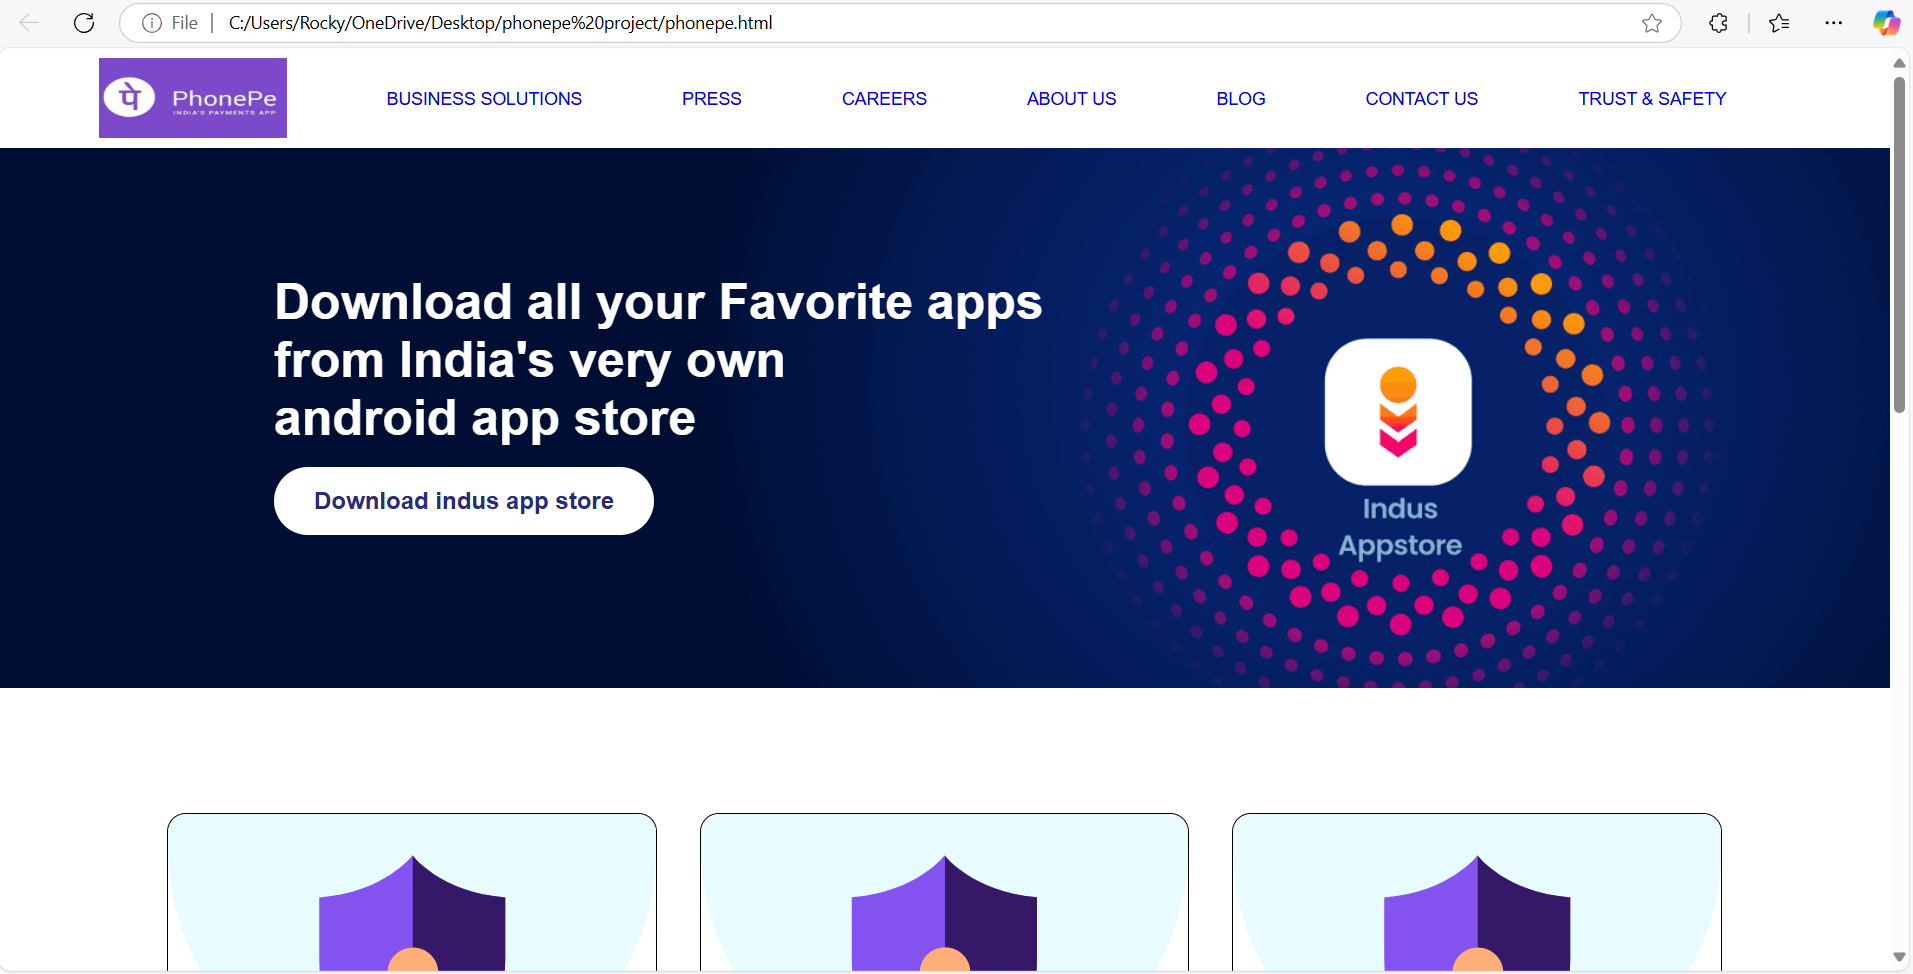 File
C:/Users/Rocky/OneDrive/Desktop/phonepe%20project/phonepe.html
पे PhonePe
INDIA'S PAYMENTS APP
BUSINESS SOLUTIONS
PRESS
CAREERS
ABOUT US
BLOG
CONTACT US
TRUST & SAFETY
Download all your Favorite apps
from India's very own
android app store
Download indus app store
Indus
Appstore